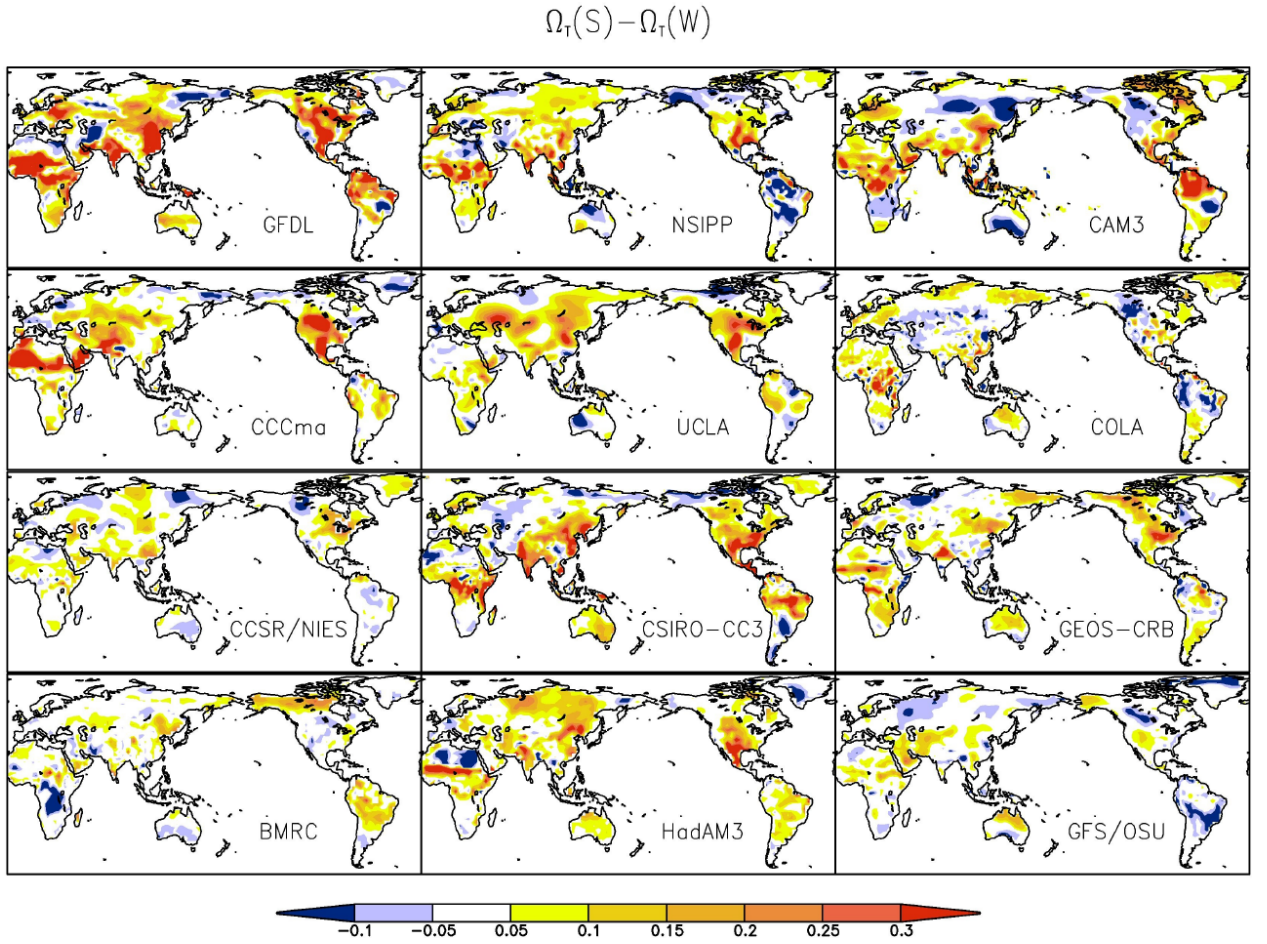 Ω_T(S)−Ω_T(W)
GFDL
NSIPP
CAM3
CCCma
UCLA
COLA
CCSR/NIES
CSIRO−CC3
GEOS−CRB
BMRC
HadAM3
GFS/OSU
−0.1 −0.05 0.05 0.1 0.15 0.2 0.25 0.3